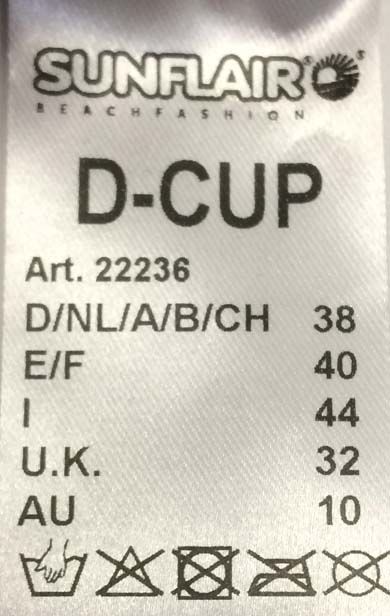 SUNFLAIR®
BEACHFASHION
D-CUP
Art. 22236
D/NL/A/B/CH 38
E/F 40
I 44
U.K. 32
AU 10